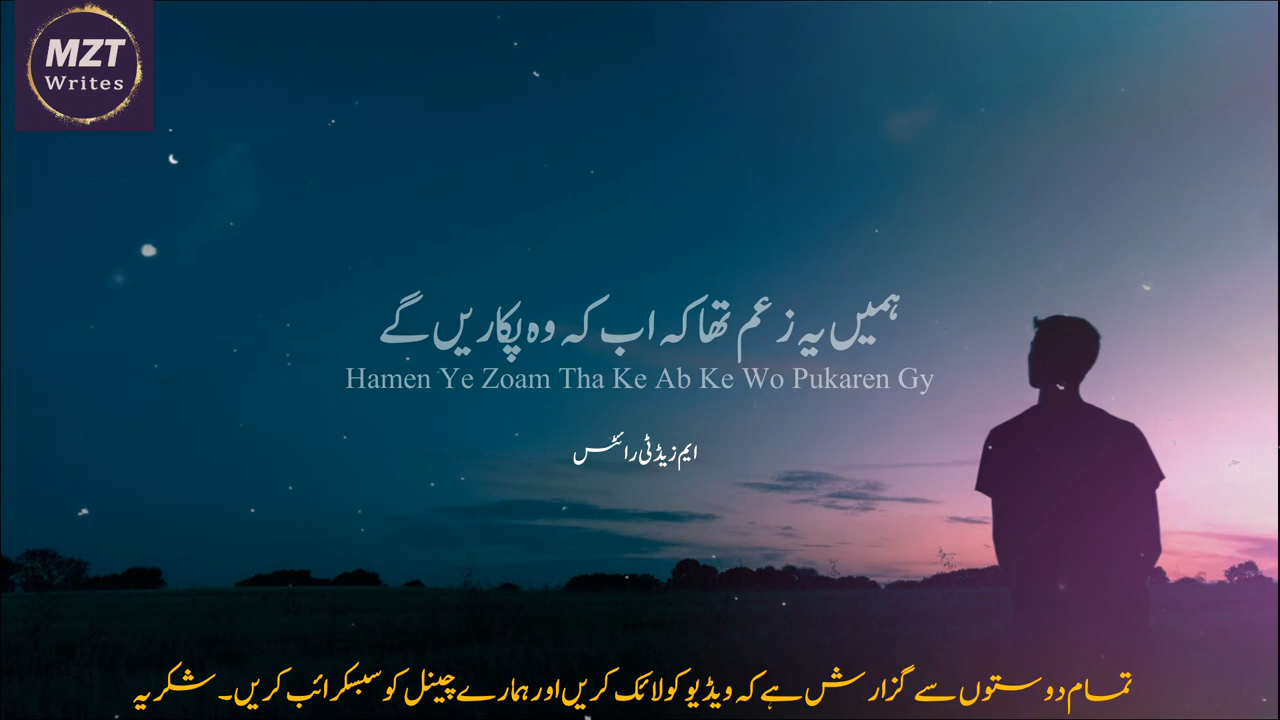 MZT
Writes
ہمیں یہ زعم تھا کہ اب کہ وہ پکاریں گے
Hamen Ye Zoam Tha Ke Ab Ke Wo Pukaren Gy
ایم زیڈ ٹی رائٹس
تمام دوستوں سے گزارش ہے کہ ویڈیو کو لائک کریں اور ہمارے چینل کو سبسکرائب کریں۔ شکریہ